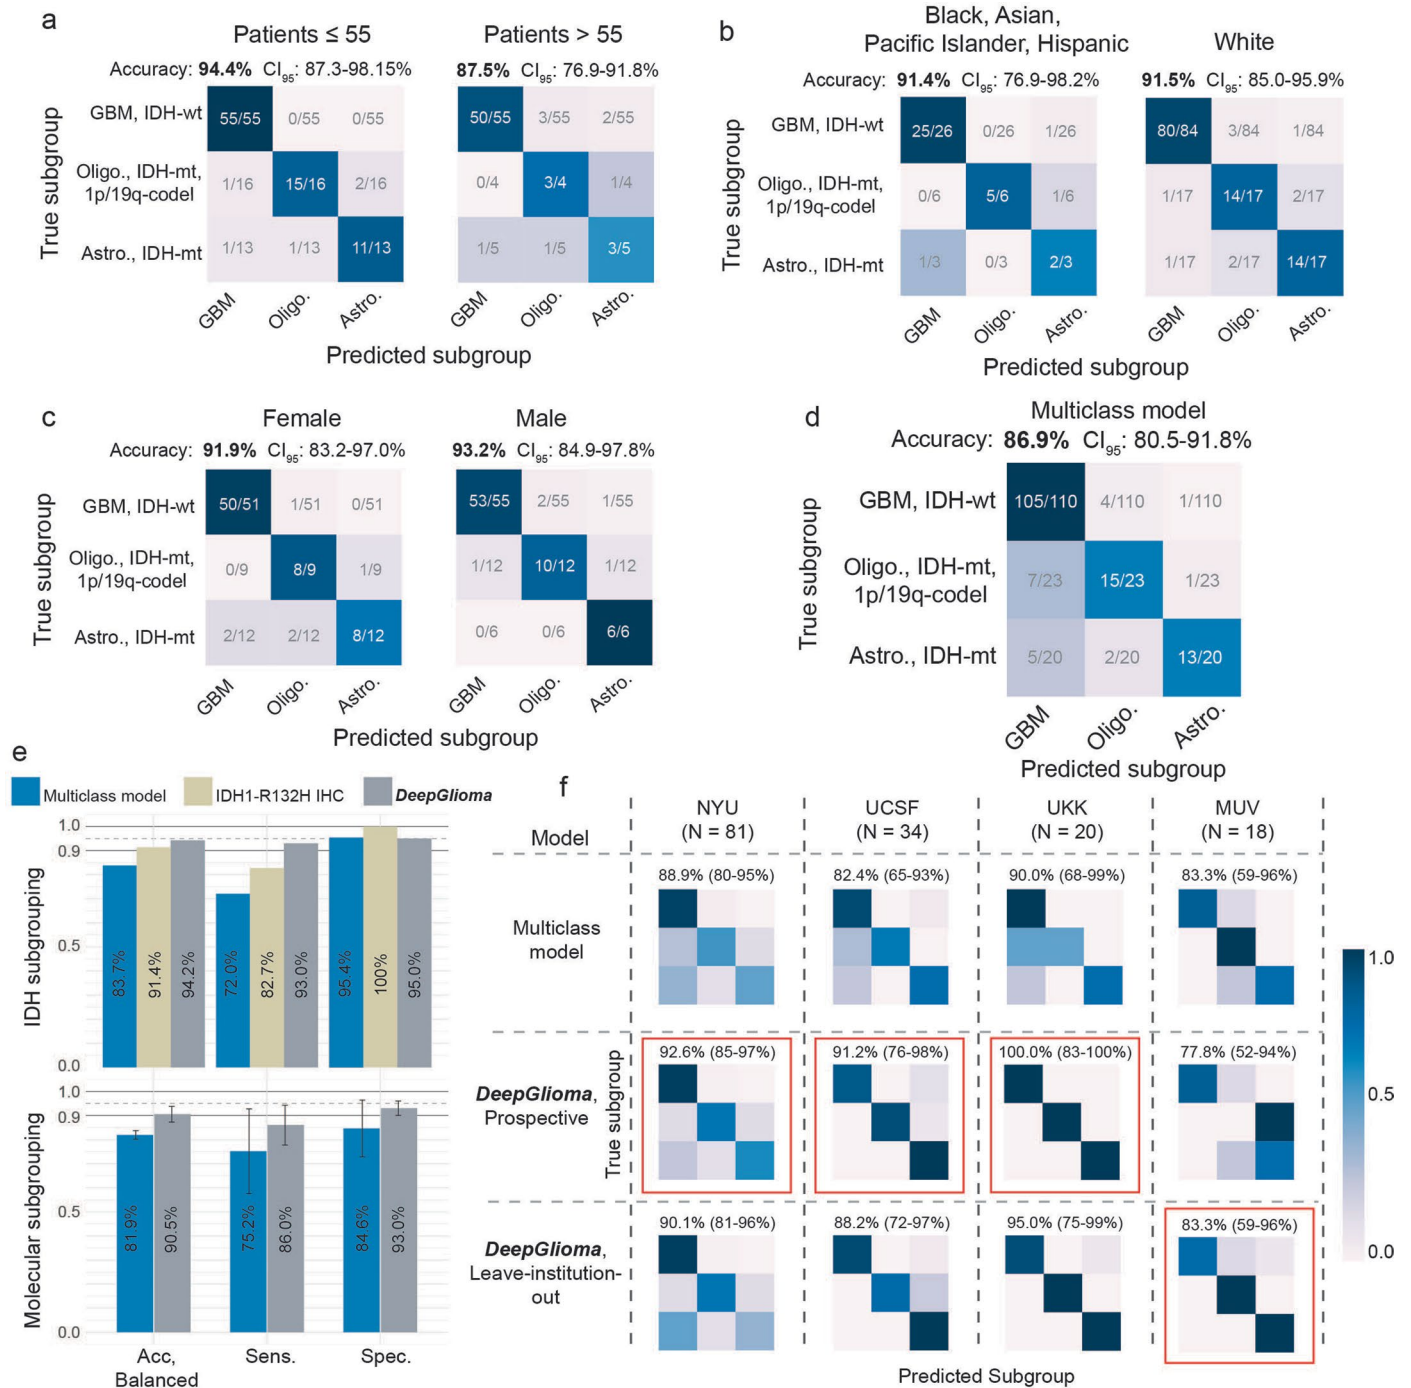 a
Patients ≤ 55
Accuracy: 94.4% CI95: 87.3-98.15%
Patients > 55
87.5% CI95: 76.9-91.8%
True subgroup
GBM, IDH-wt
55/55 0/55 0/55
50/55 3/55 2/55
Oligo., IDH-mt,
1p/19q-codel
1/16 15/16 2/16
0/4 3/4 1/4
Astro., IDH-mt
1/13 1/13 11/13
1/5 1/5 3/5
GBM Oligo. Astro.
GBM Oligo. Astro.
Predicted subgroup
b
Black, Asian,
Pacific Islander, Hispanic
White
Accuracy: 91.4% CI95: 76.9-98.2%
91.5% CI95: 85.0-95.9%
True subgroup
GBM, IDH-wt
25/26 0/26 1/26
80/84 3/84 1/84
Oligo., IDH-mt,
1p/19q-codel
0/6 5/6 1/6
1/17 14/17 2/17
Astro., IDH-mt
1/3 0/3 2/3
1/17 2/17 14/17
GBM Oligo. Astro.
GBM Oligo. Astro.
Predicted subgroup
c
Female
Male
Accuracy: 91.9% CI95: 83.2-97.0%
93.2% CI95: 84.9-97.8%
True subgroup
GBM, IDH-wt
50/51 1/51 0/51
53/55 2/55 1/55
Oligo., IDH-mt,
1p/19q-codel
0/9 8/9 1/9
1/12 10/12 1/12
Astro., IDH-mt
2/12 2/12 8/12
0/6 0/6 6/6
GBM Oligo. Astro.
GBM Oligo. Astro.
Predicted subgroup
d
Multiclass model
Accuracy: 86.9% CI95: 80.5-91.8%
True subgroup
GBM, IDH-wt
105/110 4/110 1/110
Oligo., IDH-mt,
1p/19q-codel
7/23 15/23 1/23
Astro., IDH-mt
5/20 2/20 13/20
GBM Oligo. Astro.
Predicted subgroup
e
Multiclass model IDH1-R132H IHC DeepGlioma
IDH subgrouping
1.0
0.9
0.5
0.0
83.7% 91.4% 94.2% 72.0% 82.7% 93.0% 95.4% 100% 95.0%
Molecular subgrouping
1.0
0.9
0.5
0.0
81.9% 90.5% 75.2% 86.0% 84.6% 93.0%
Acc,
Balanced
Sens.
Spec.
f
Model
NYU
(N = 81)
UCSF
(N = 34)
UKK
(N = 20)
MUV
(N = 18)
Multiclass
model
88.9% (80-95%) 82.4% (65-93%) 90.0% (68-99%) 83.3% (59-96%)
DeepGlioma,
Prospective
True subgroup
92.6% (85-97%) 91.2% (76-98%) 100.0% (83-100%) 77.8% (52-94%)
DeepGlioma,
Leave-institution-
out
90.1% (81-96%) 88.2% (72-97%) 95.0% (75-99%) 83.3% (59-96%)
Predicted Subgroup
1.0
0.5
0.0